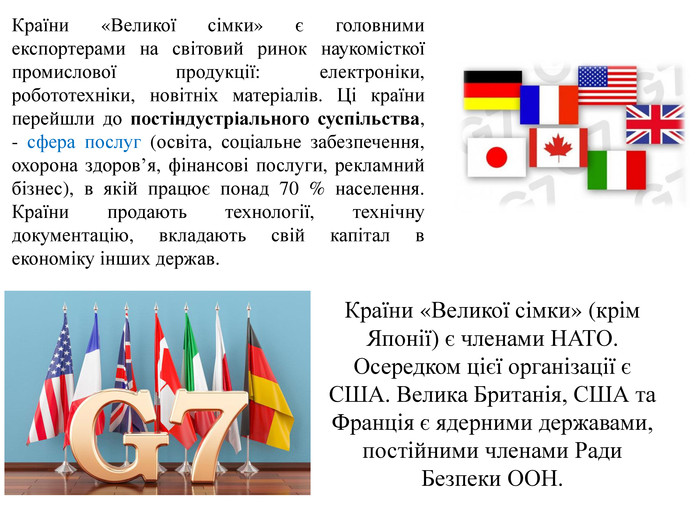 Країни «Великої сімки» є головними
експортерами на світовий ринок наукомісткої
промислової продукції: електроніки,
робототехніки, новітніх матеріалів. Ці країни
перейшли до постіндустріального суспільства,
- сфера послуг (освіта, соціальне забезпечення,
охорона здоров’я, фінансові послуги, рекламний
бізнес), в якій працює понад 70 % населення.
Країни продають технології, технічну
документацію, вкладають свій капітал в
економіку інших держав.
G7
G7
Країни «Великої сімки» (крім
Японії) є членами НАТО.
Осередком цієї організації є
США. Велика Британія, США та
Франція є ядерними державами,
постійними членами Ради
Безпеки ООН.